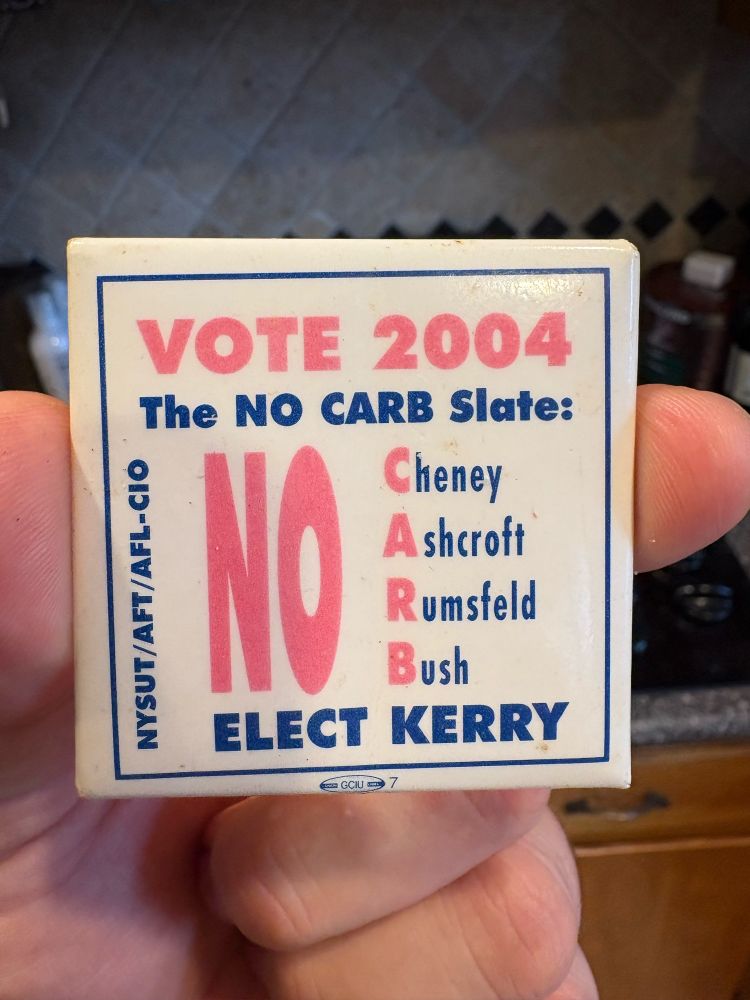 VOTE 2004
The NO CARB Slate:
NO
Cheney
Ashcroft
Rumsfeld
Bush
ELECT KERRY
NYSUT/AFT/AFL-CIO
GCIU 7